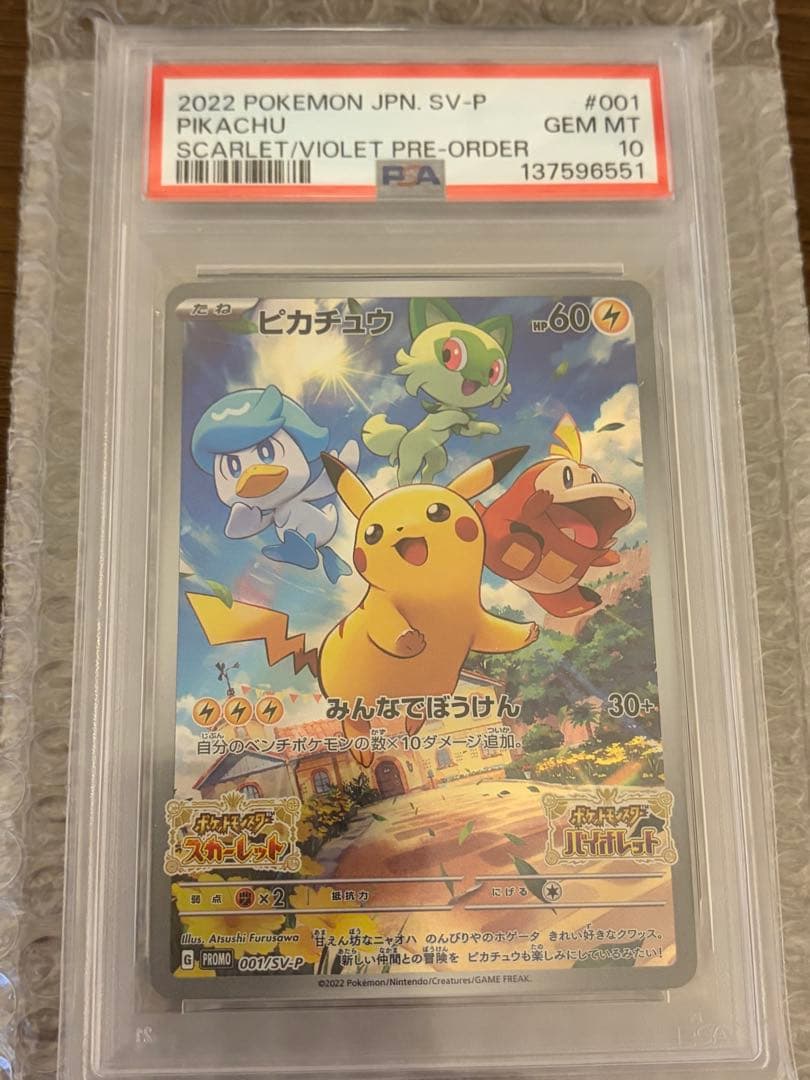 2022 POKEMON JPN. SV-P #001
PIKACHU GEM MT
SCARLET/VIOLET PRE-ORDER 10
PSA 137596551
たね ピカチュウ HP60
みんなでぼうけん 30+
自分のベンチポケモンの数×10ダメージ追加。
ポケットモンスター
スカーレット
ポケットモンスター
バイオレット
弱点 ×2 抵抗力 にげる
Illus. Atsushi Furusawa
甘えん坊なニャオハ のんびりやのホゲータ きれい好きなクワッス。
新しい仲間との冒険を ピカチュウも楽しみにしているみたい!
G PROMO 001/SV-P
©2022 Pokémon/Nintendo/Creatures/GAME FREAK.